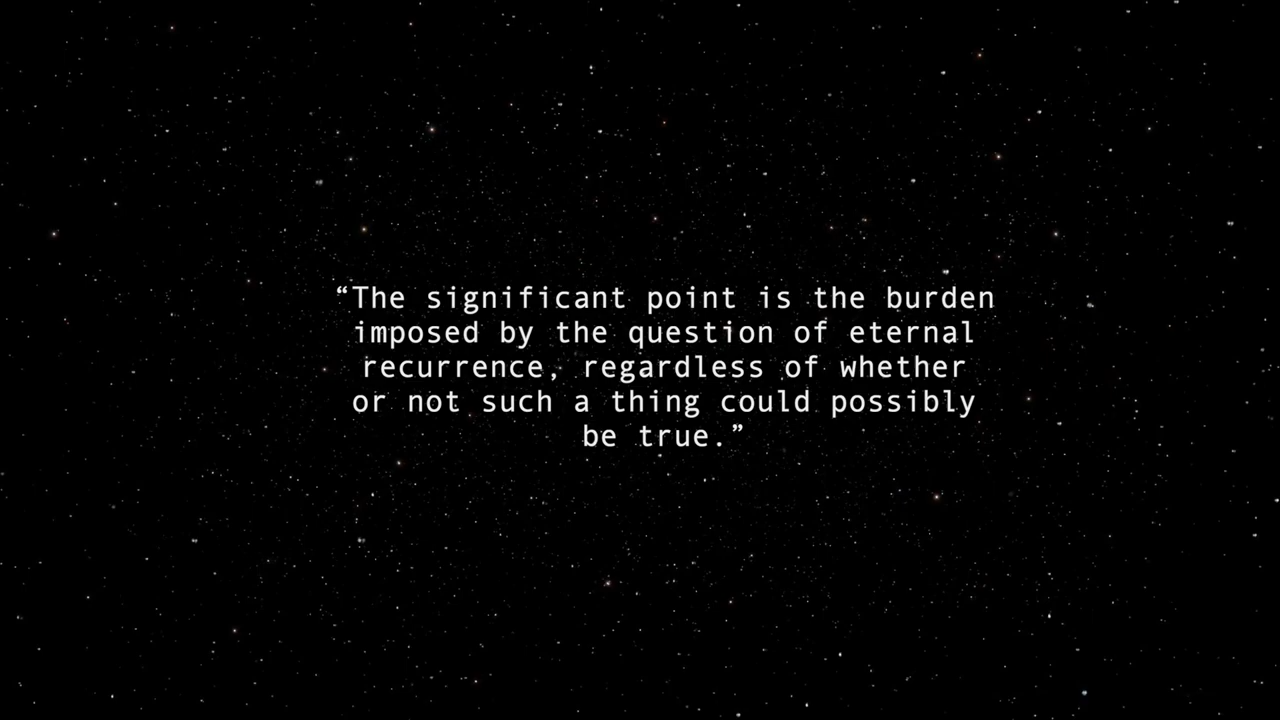 “The significant point is the burden
imposed by the question of eternal
recurrence, regardless of whether
or not such a thing could possibly
be true.”